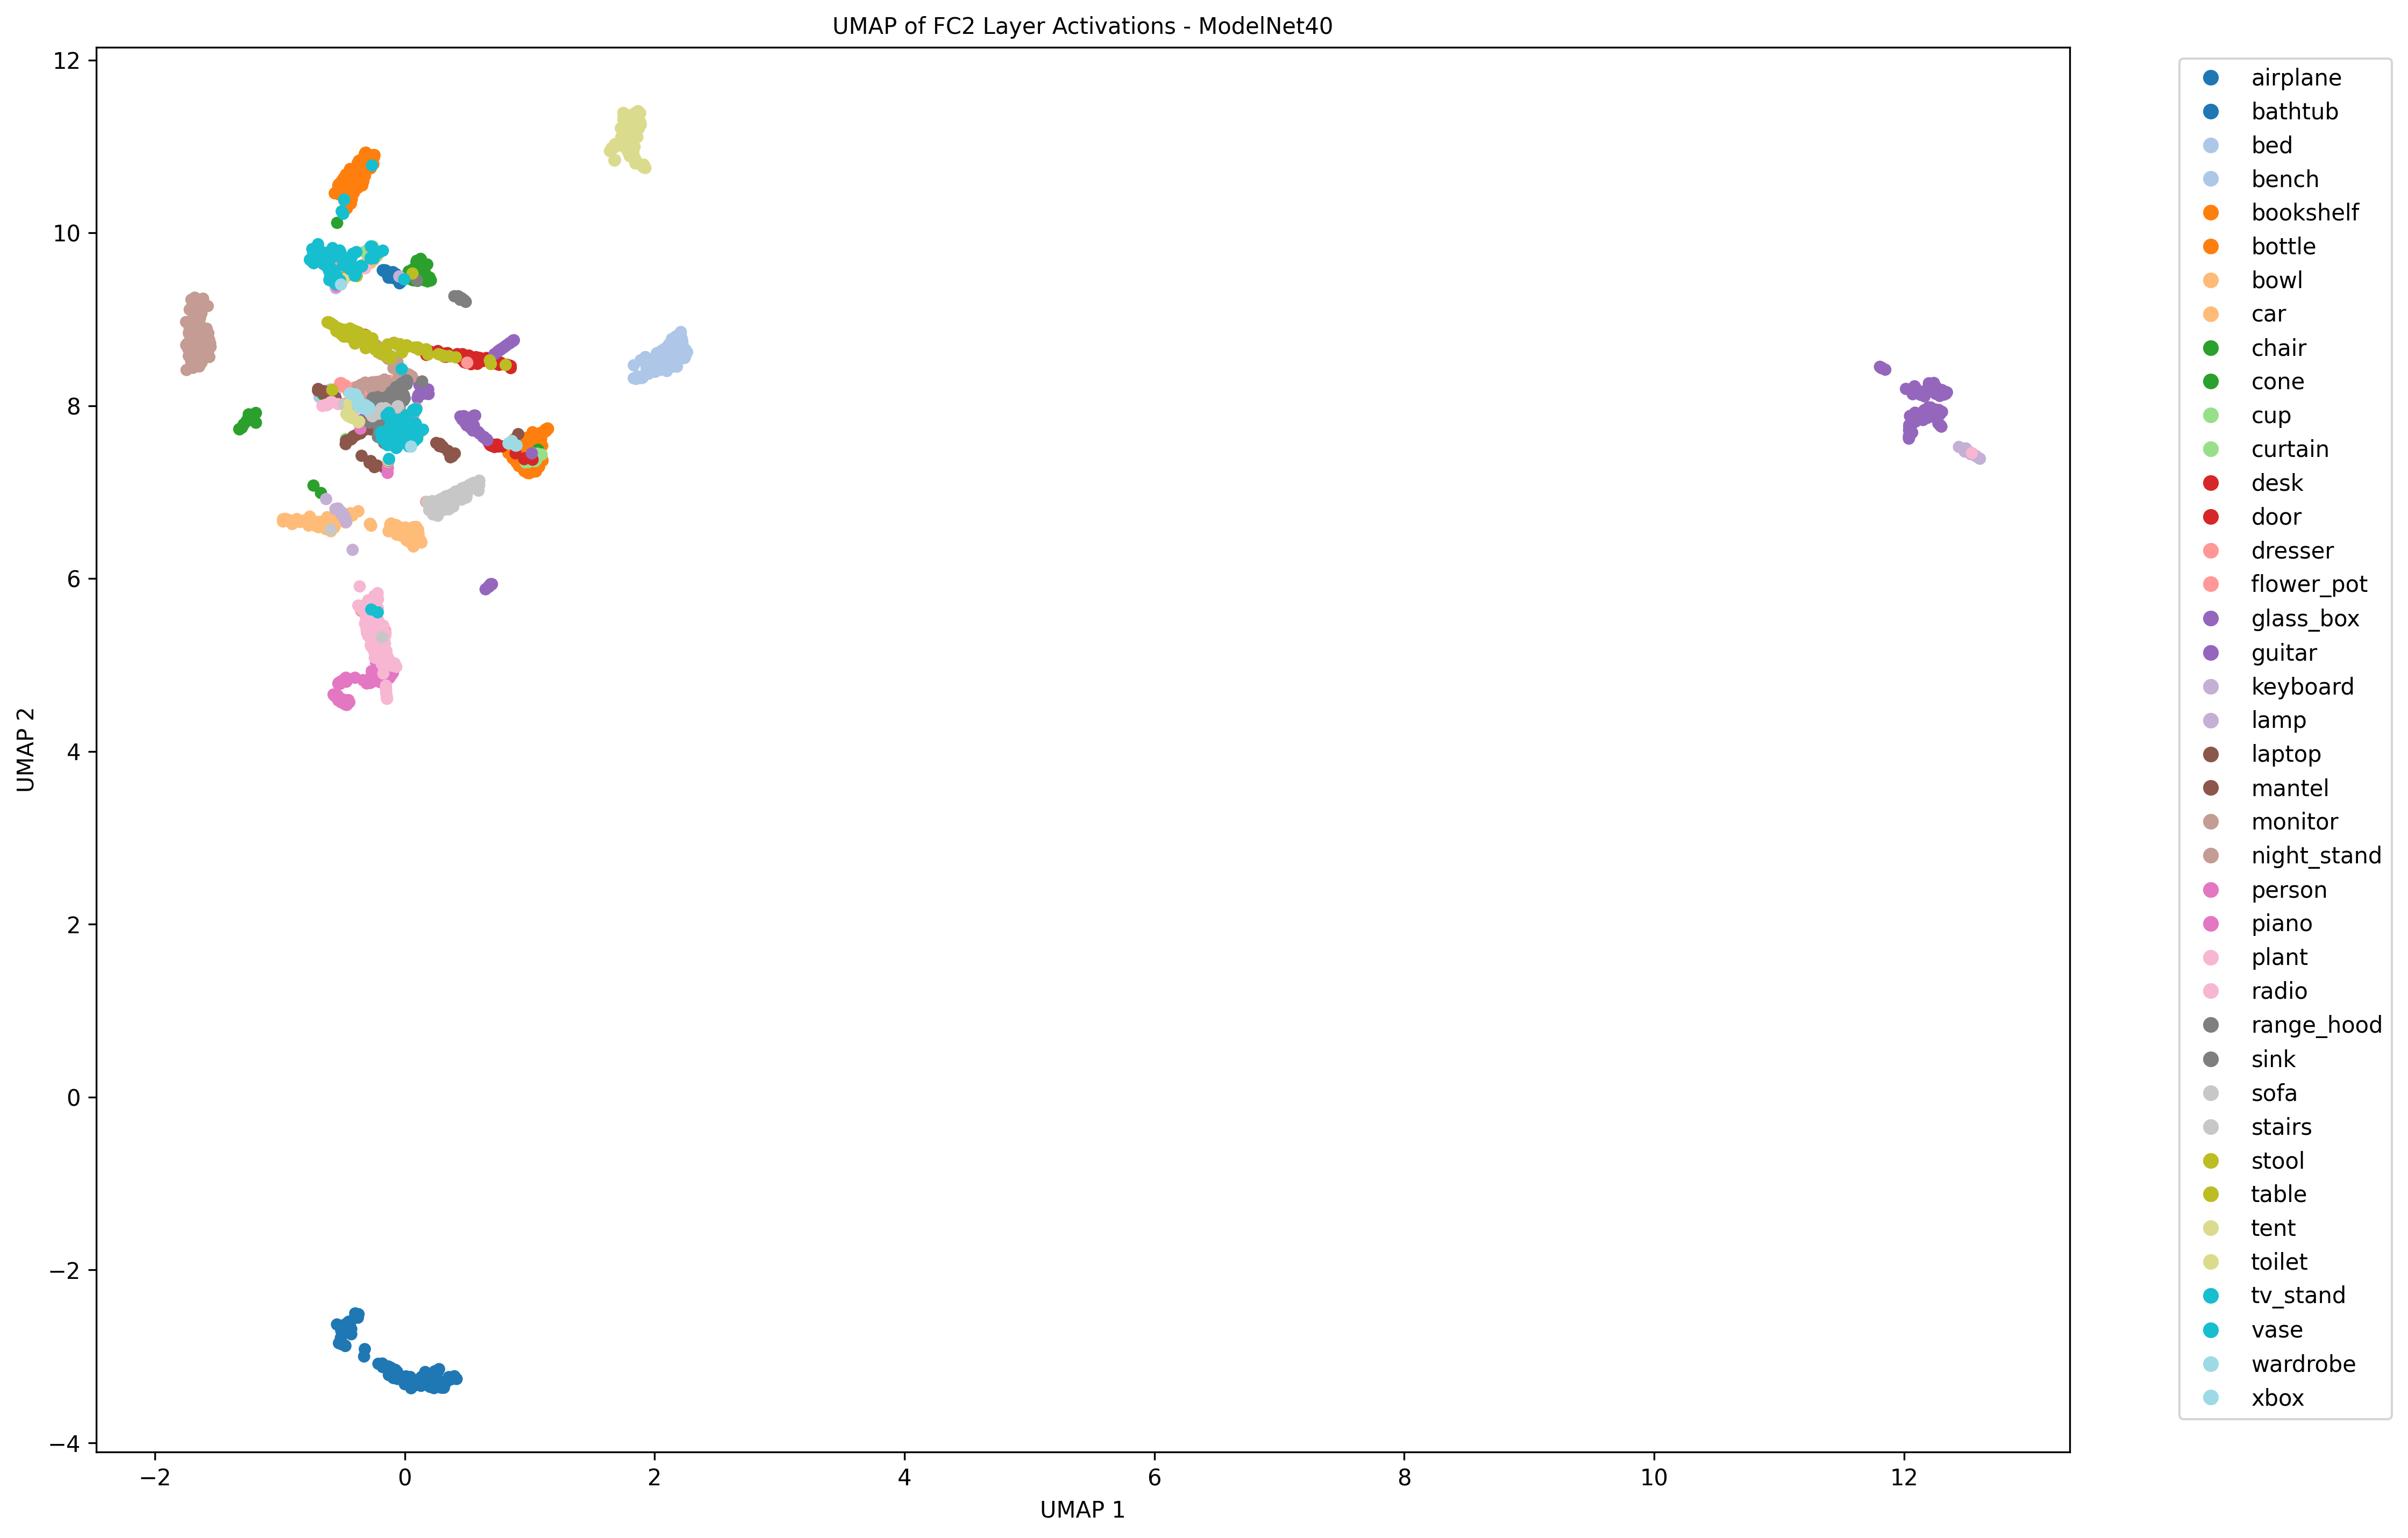 UMAP of FC2 Layer Activations - ModelNet40
12
10
8
6
4
2
0
−2
−4
UMAP 2
−2
0
2
4
6
8
10
12
UMAP 1
airplane
bathtub
bed
bench
bookshelf
bottle
bowl
car
chair
cone
cup
curtain
desk
door
dresser
flower_pot
glass_box
guitar
keyboard
lamp
laptop
mantel
monitor
night_stand
person
piano
plant
radio
range_hood
sink
sofa
stairs
stool
table
tent
toilet
tv_stand
vase
wardrobe
xbox